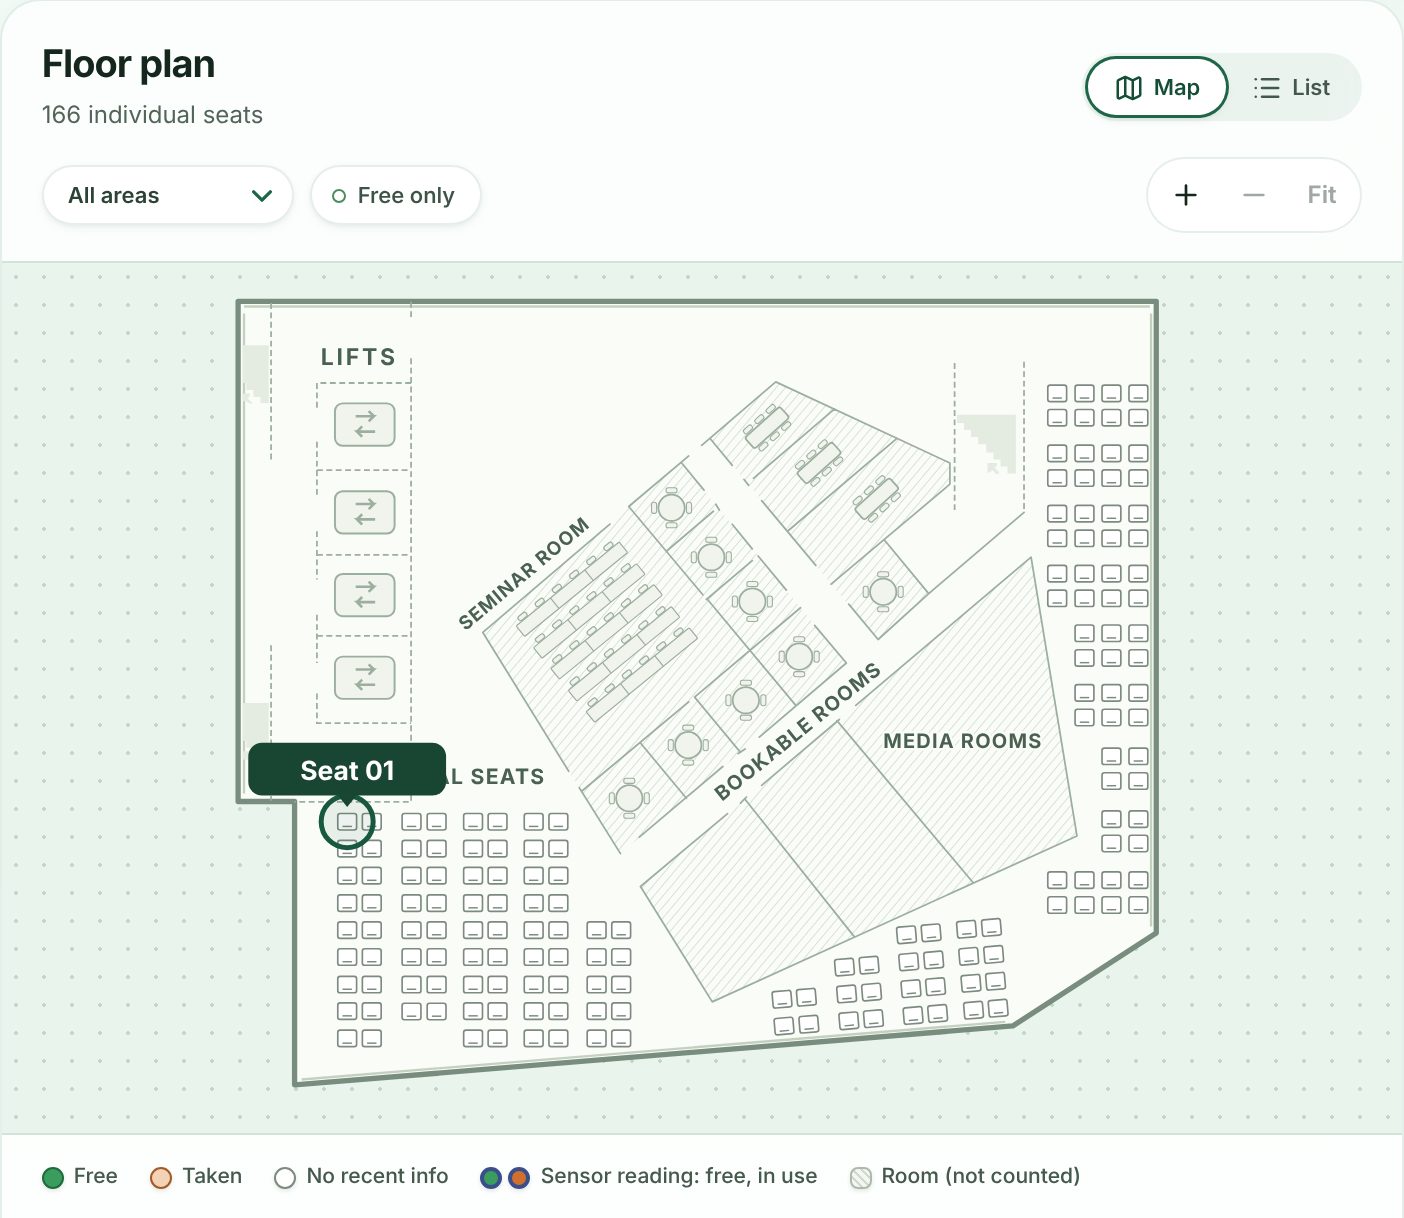 Floor plan
166 individual seats
Map
List
All areas
Free only
Fit
LIFTS
SEMINAR ROOM
BOOKABLE ROOMS
MEDIA ROOMS
Seat 01
SEATS
Free
Taken
No recent info
Sensor reading: free, in use
Room (not counted)